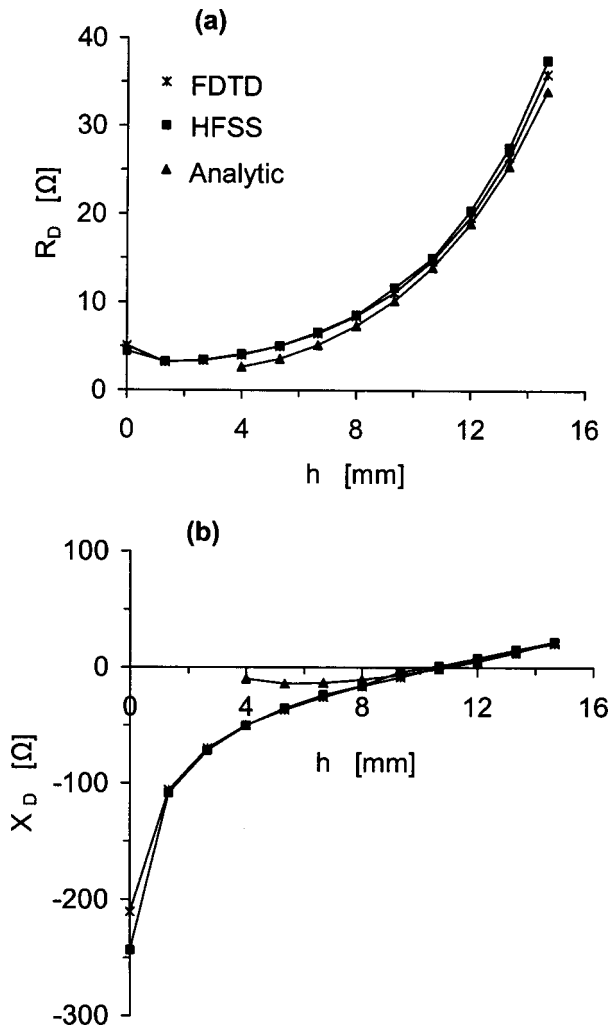 (a)
40
30
20
10
0
R_D [Ω]
FDTD
HFSS
Analytic
0 4 8 12 16
h [mm]
(b)
100
0
-100
-200
-300
X_D [Ω]
0 4 8 12 16
h [mm]